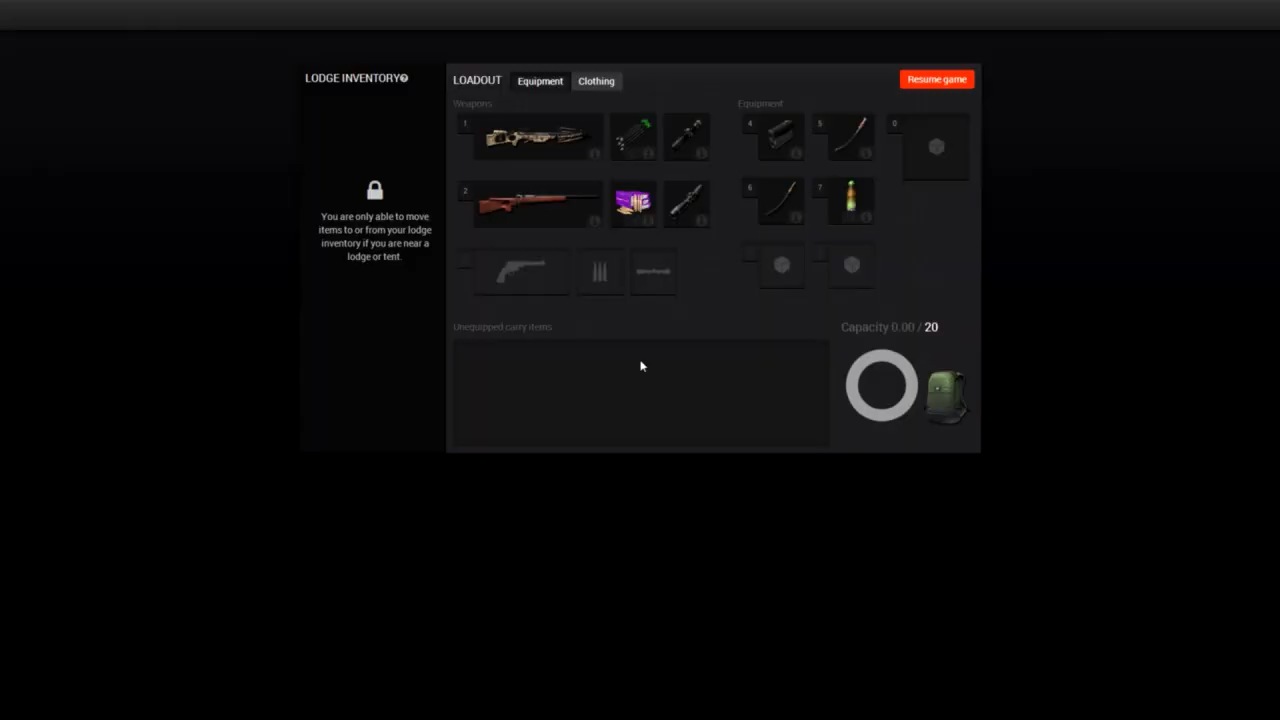 LODGE INVENTORY
LOADOUT Equipment Clothing Resume game
Weapons Equipment
1 4 5 0
2 6 7
You are only able to move
items to or from your lodge
inventory if you are near a
lodge or tent.
Unequipped carry items
Capacity 0.00 / 20